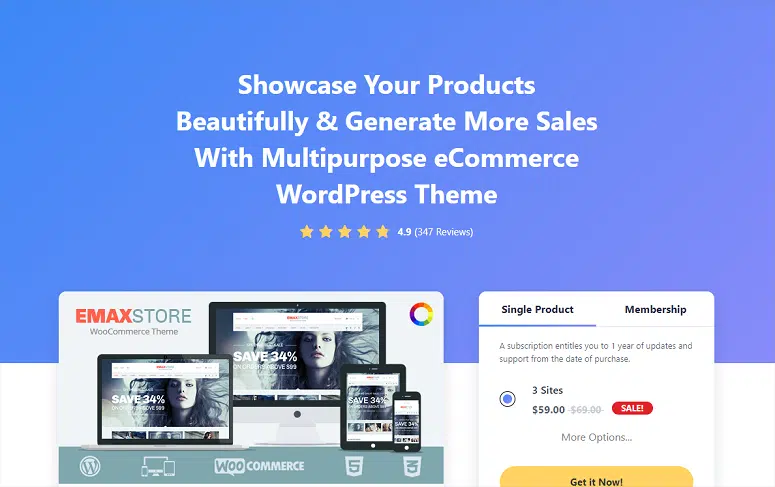 Showcase Your Products
Beautifully & Generate More Sales
With Multipurpose eCommerce
WordPress Theme
4.9 (347 Reviews)
EMAXSTORE
WooCommerce Theme
SAVE 34%
ON ORDERS ABOVE $99
SAVE 34%
ON ORDERS ABOVE $99
SAVE 34%
SAVE 34%
WOO COMMERCE
Single Product
Membership
A subscription entitles you to 1 year of updates and
support from the date of purchase.
3 Sites
$59.00 $69.00 SALE!
More Options...
Get it Now!